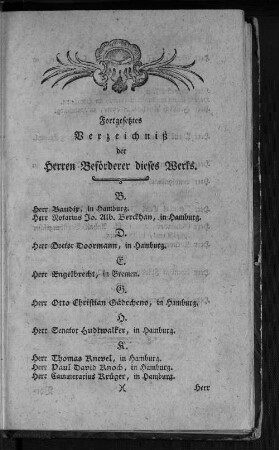 Fortgesetztes
Verzeichniß
der
Herren Beförderer dieses Werks.
B.
Herr Baudix, in Hamburg.
Herr Notarius Jo. Alb. Berckhan, in Hamburg.
D.
Herr Doctor Doormann, in Hamburg.
E.
Herr Engelbrecht, in Bremen.
G.
Herr Otto Christian Gädechens, in Hamburg.
H.
Herr Senator Hudtwalker, in Hamburg.
K.
Herr Thomas Knevel, in Hamburg.
Herr Paul David Knoch, in Hamburg.
Herr Cammerarius Krüger, in Hamburg.
X Herr